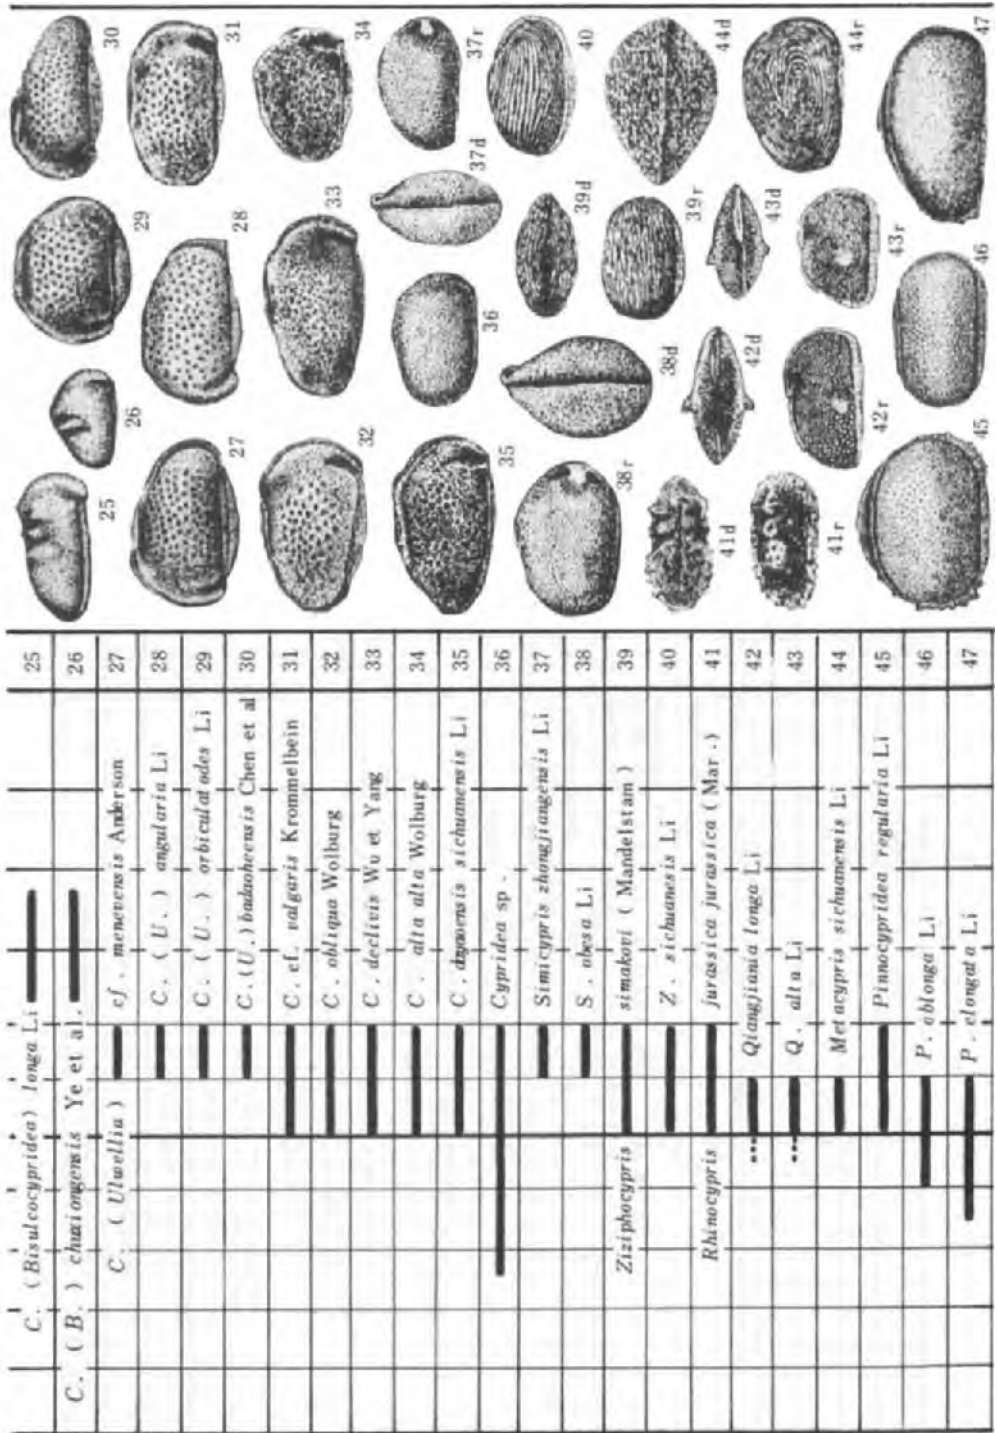 C. (Bisulcocypridea) longa Li 25
C. (B.) chuxiongensis Ye et al. 26
C. (Ulwellia) cf. menevensis Anderson 27
C. (U.) angularia Li 28
C. (U.) orbiculatodes Li 29
C. (U.) badaoheensis Chen et al 30
C. cf. valgaris Krommelbein 31
C. obliqua Wolburg 32
C. declivis Wu et Yang 33
C. alta alta Wolburg 34
C. sichuanensis Li 35
Cypridea sp. 36
Simicypris zhongjiangensis Li 37
S. obesa Li 38
Ziziphocypris simakovi (Mandelstam) 39
Z. sichuanesis Li 40
Rhinocypris jurassica jurassica (Mar.) 41
Qiangjiania longa Li 42
Q. alta Li 43
Metacypris sichuanensis Li 44
Pinnocypridea regularia Li 45
P. oblonga Li 46
P. elongata Li 47
25 26 29 30
27 28 31
32 33 34
35 36 37d 37r
38r 38d 39d 40
41d 42d 39r 44d
41r 42r 43d 43r 44r
45 46 47